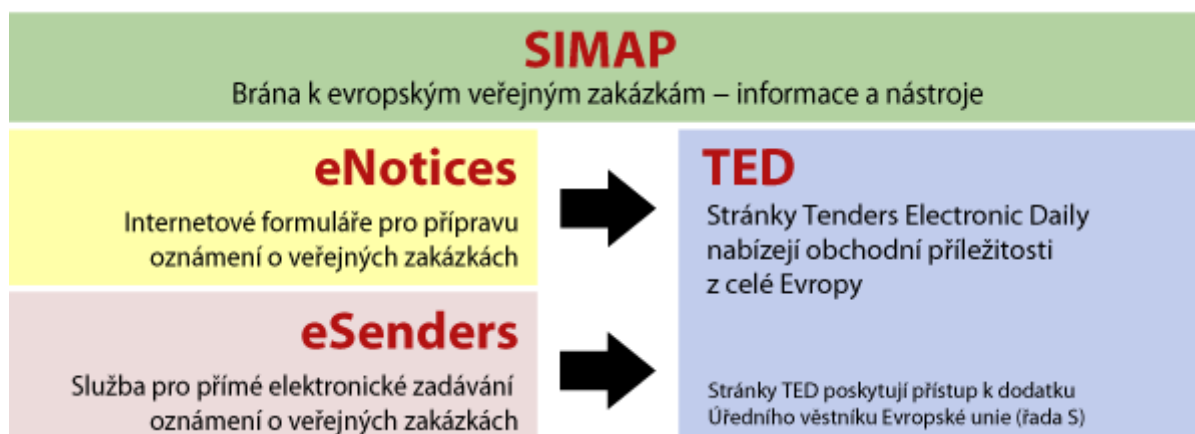 SIMAP
Brána k evropským veřejným zakázkám – informace a nástroje
eNotices
Internetové formuláře pro přípravu
oznámení o veřejných zakázkách
eSenders
Služba pro přímé elektronické zadávání
oznámení o veřejných zakázkách
TED
Stránky Tenders Electronic Daily
nabízejí obchodní příležitosti
z celé Evropy
Stránky TED poskytují přístup k dodatku
Úředního věstníku Evropské unie (řada S)